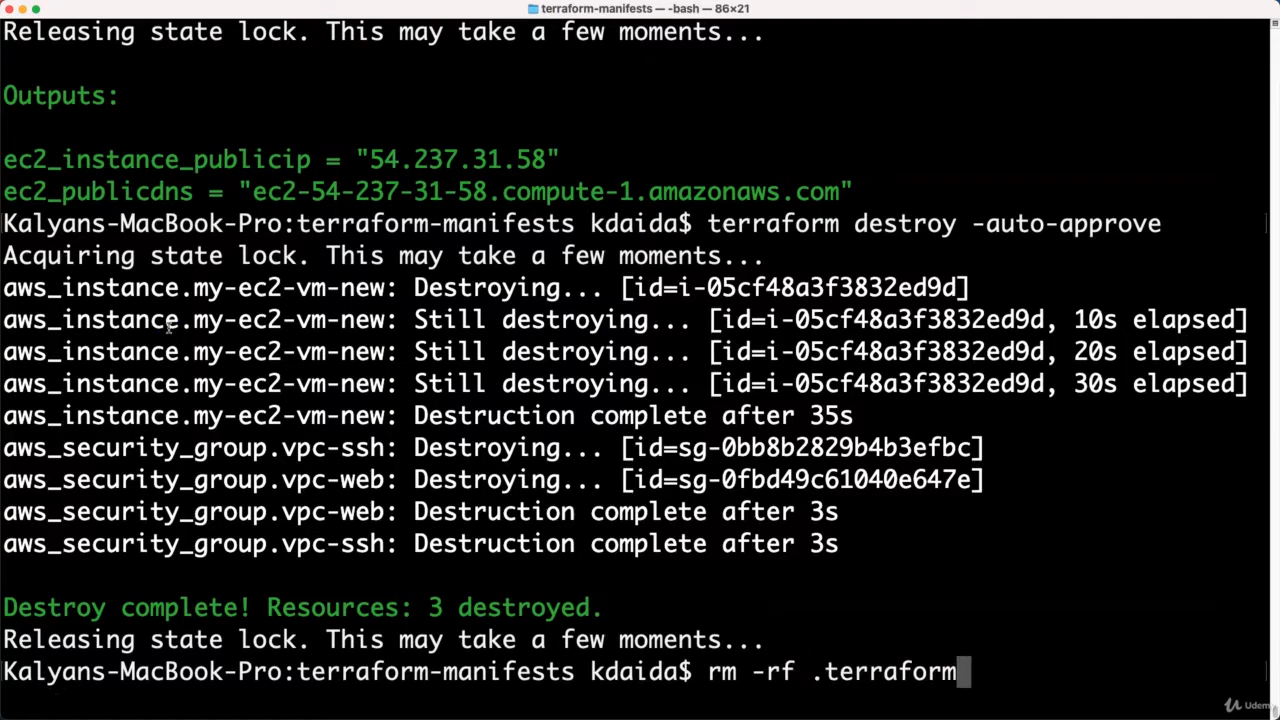 terraform-manifests — -bash — 86×21
Releasing state lock. This may take a few moments...
Outputs:
ec2_instance_publicip = "54.237.31.58"
ec2_publicdns = "ec2-54-237-31-58.compute-1.amazonaws.com"
Kalyans-MacBook-Pro:terraform-manifests kdaida$ terraform destroy -auto-approve
Acquiring state lock. This may take a few moments...
aws_instance.my-ec2-vm-new: Destroying... [id=i-05cf48a3f3832ed9d]
aws_instance.my-ec2-vm-new: Still destroying... [id=i-05cf48a3f3832ed9d, 10s elapsed]
aws_instance.my-ec2-vm-new: Still destroying... [id=i-05cf48a3f3832ed9d, 20s elapsed]
aws_instance.my-ec2-vm-new: Still destroying... [id=i-05cf48a3f3832ed9d, 30s elapsed]
aws_instance.my-ec2-vm-new: Destruction complete after 35s
aws_security_group.vpc-ssh: Destroying... [id=sg-0bb8b2829b4b3efbc]
aws_security_group.vpc-web: Destroying... [id=sg-0fbd49c61040e647e]
aws_security_group.vpc-web: Destruction complete after 3s
aws_security_group.vpc-ssh: Destruction complete after 3s
Destroy complete! Resources: 3 destroyed.
Releasing state lock. This may take a few moments...
Kalyans-MacBook-Pro:terraform-manifests kdaida$ rm -rf .terraform
Udemy